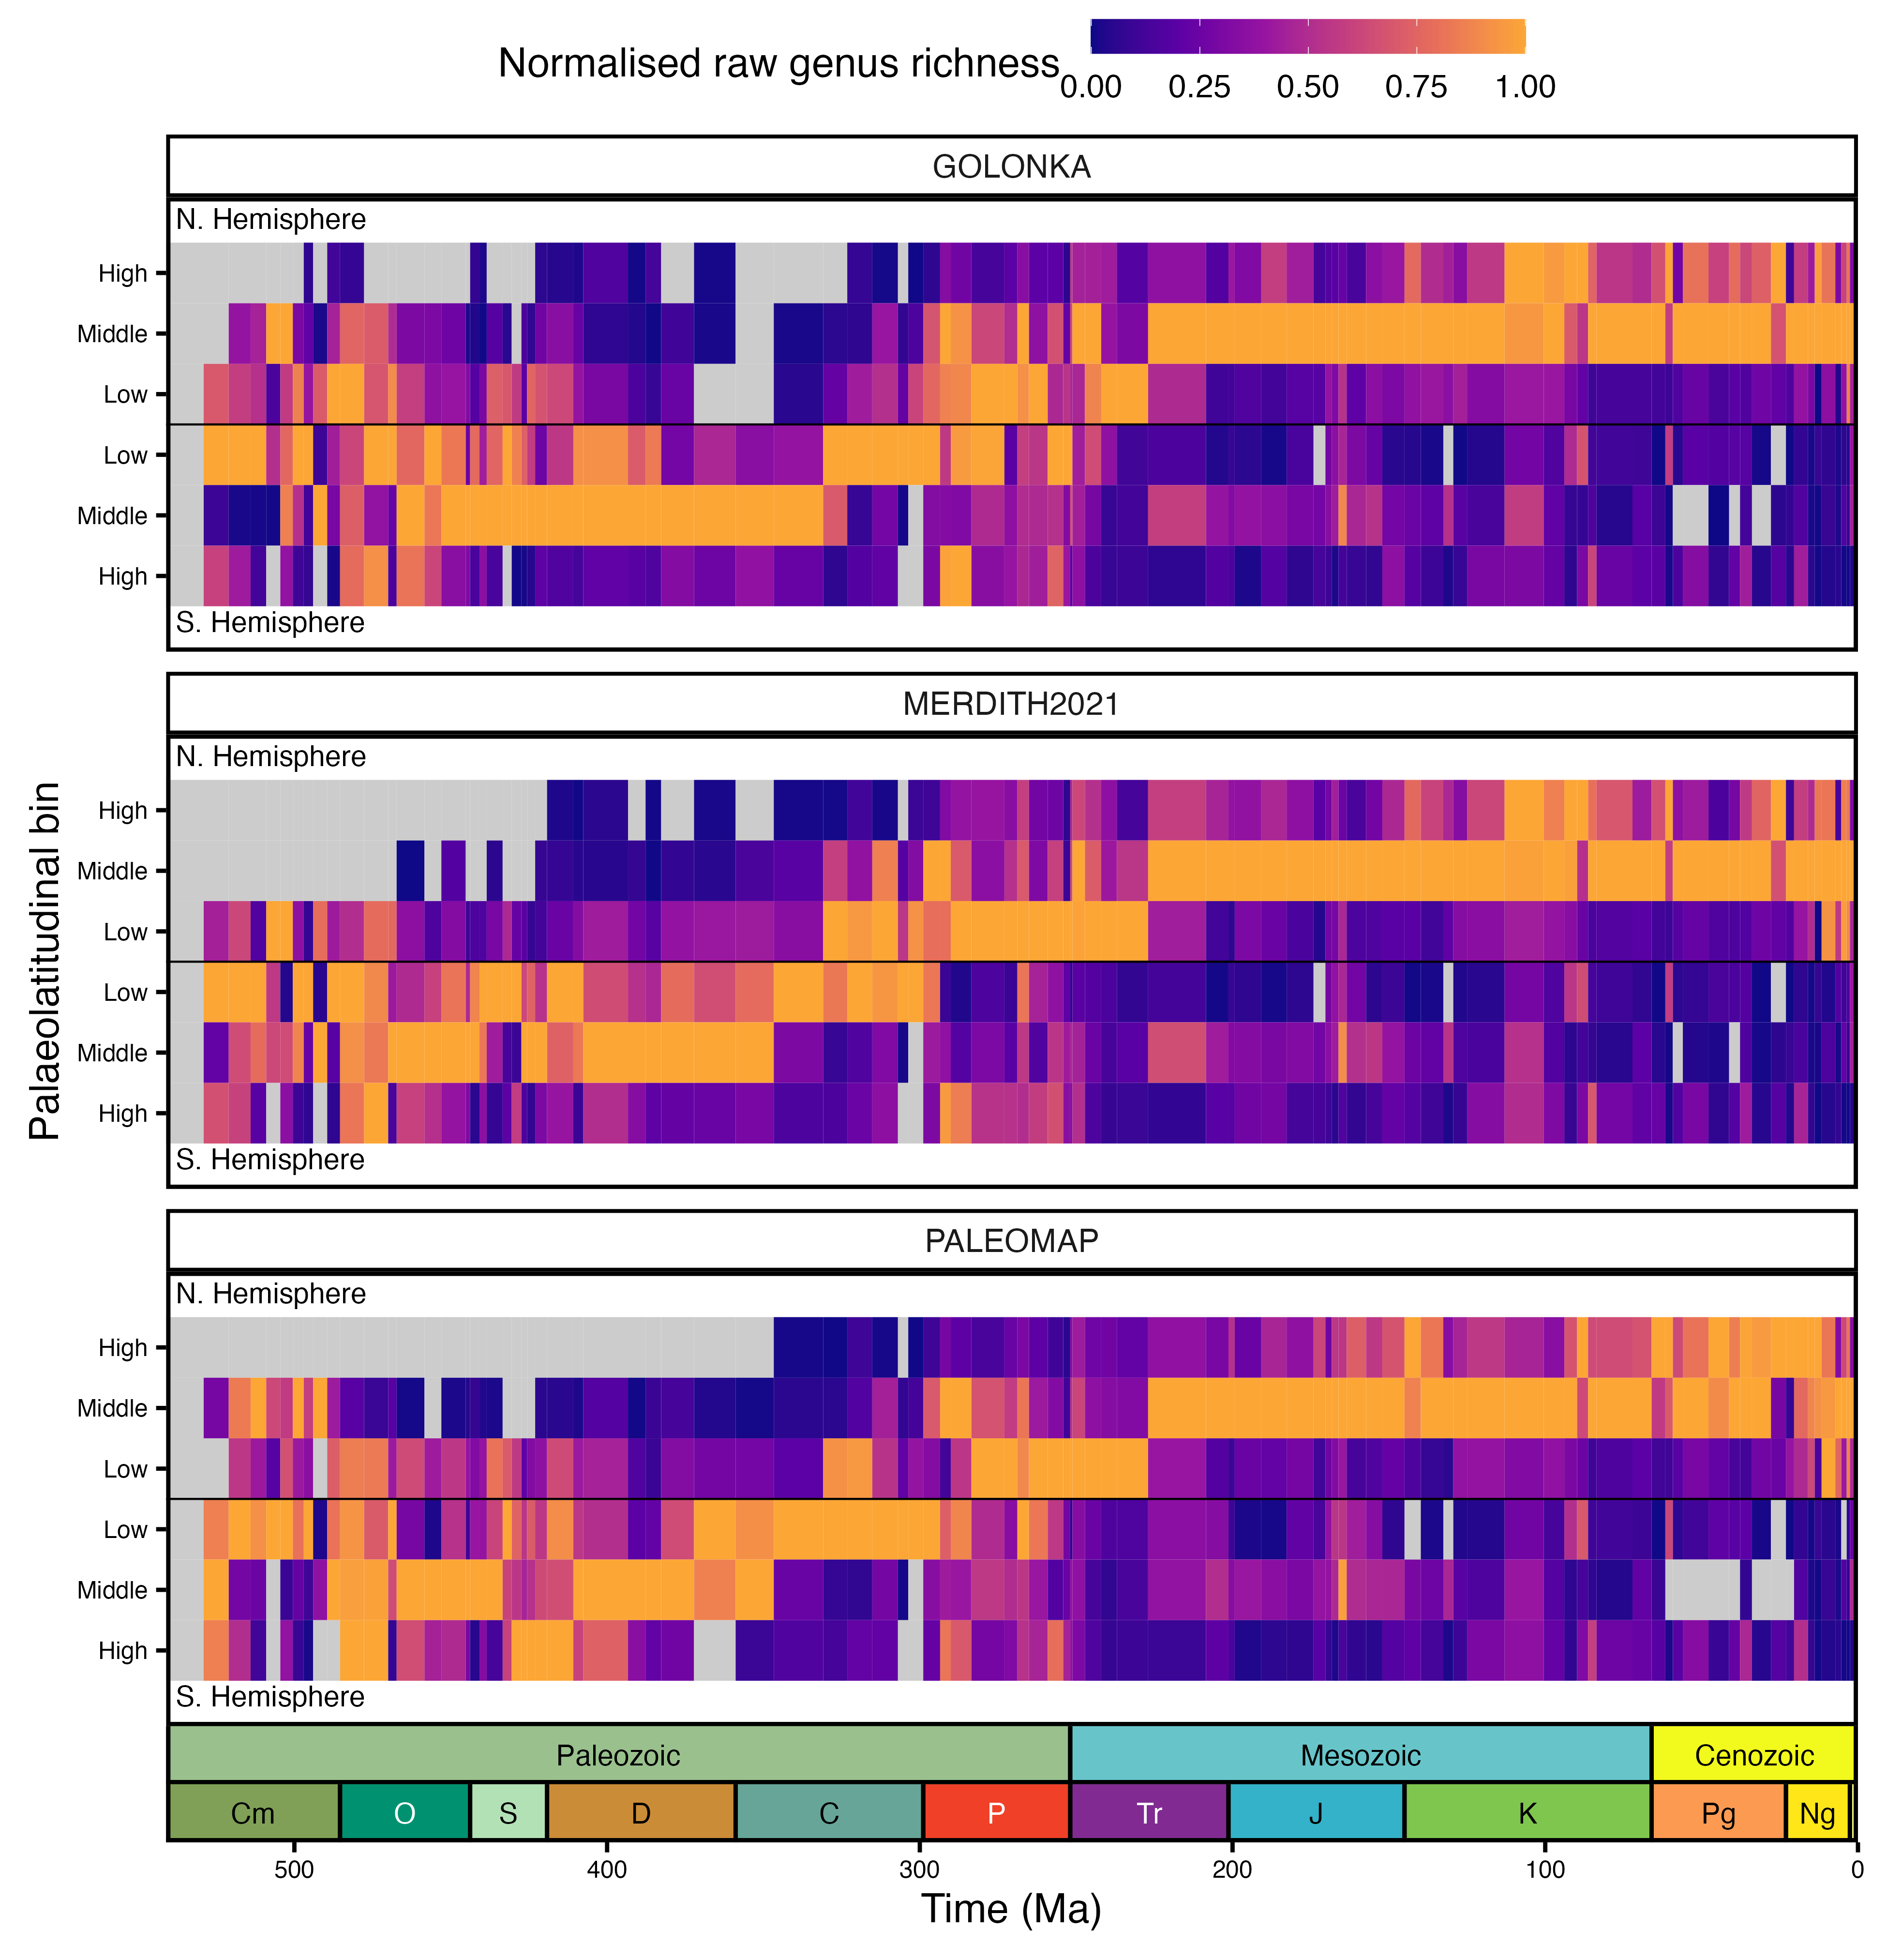 Normalised raw genus richness
0.00 0.25 0.50 0.75 1.00
GOLONKA
N. Hemisphere
High
Middle
Low
Low
Middle
High
S. Hemisphere
MERDITH2021
N. Hemisphere
High
Middle
Low
Low
Middle
High
S. Hemisphere
Palaeolatitudinal bin
PALEOMAP
N. Hemisphere
High
Middle
Low
Low
Middle
High
S. Hemisphere
Paleozoic Mesozoic Cenozoic
Cm O S D C P Tr J K Pg Ng
500 400 300 200 100 0
Time (Ma)